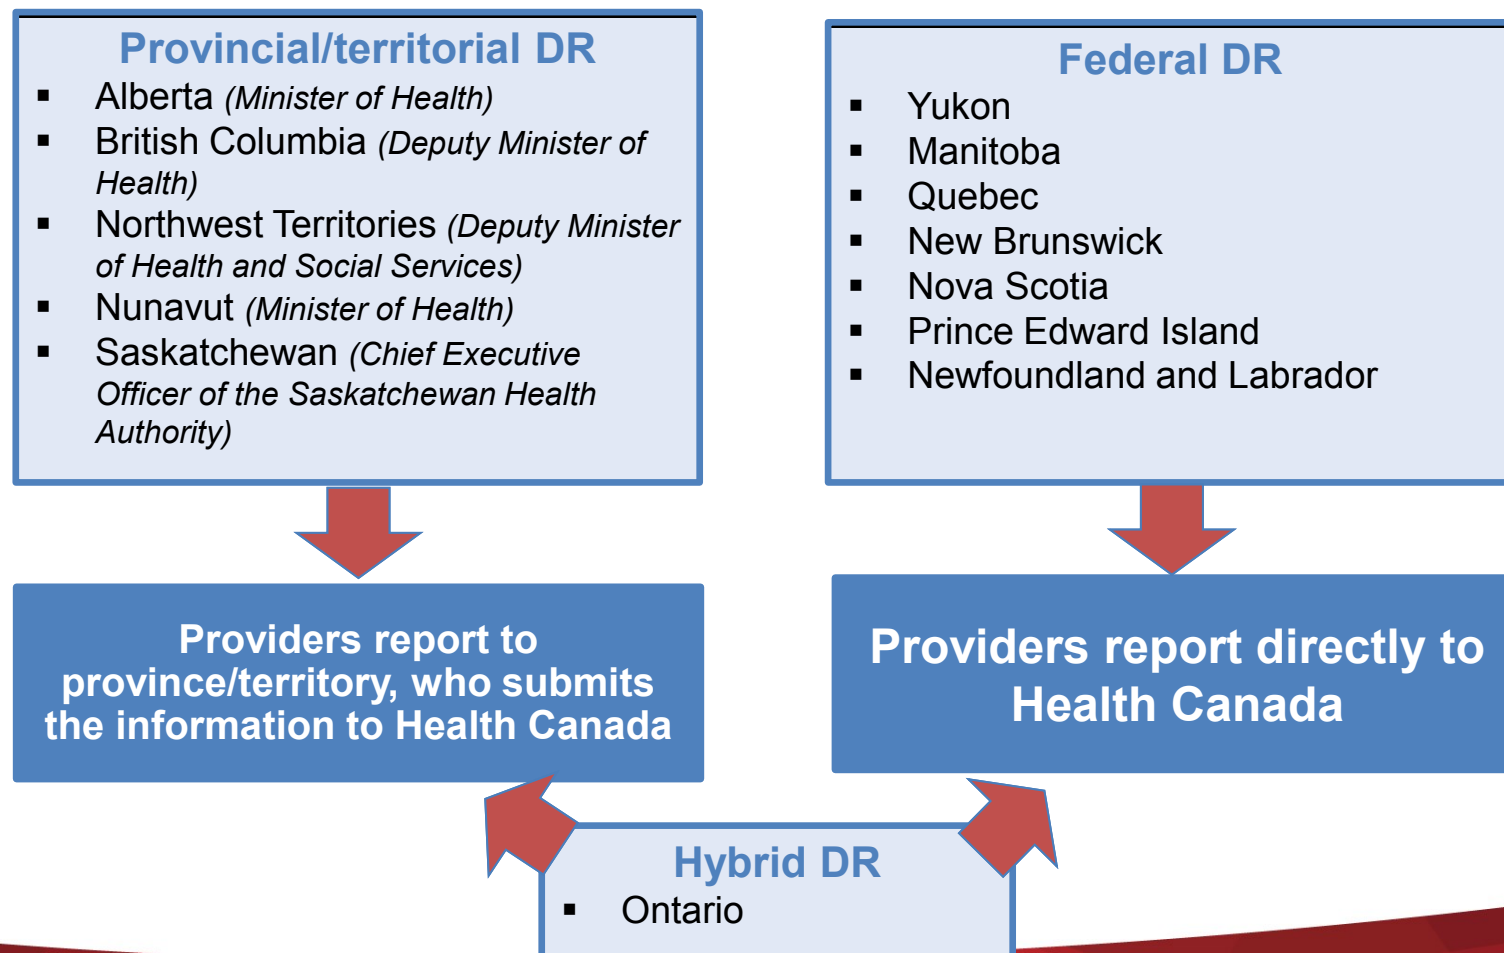 Provincial/territorial DR
▪ Alberta (Minister of Health)
▪ British Columbia (Deputy Minister of
Health)
▪ Northwest Territories (Deputy Minister
of Health and Social Services)
▪ Nunavut (Minister of Health)
▪ Saskatchewan (Chief Executive
Officer of the Saskatchewan Health
Authority)
Providers report to
province/territory, who submits
the information to Health Canada
Federal DR
▪ Yukon
▪ Manitoba
▪ Quebec
▪ New Brunswick
▪ Nova Scotia
▪ Prince Edward Island
▪ Newfoundland and Labrador
Providers report directly to
Health Canada
Hybrid DR
▪ Ontario